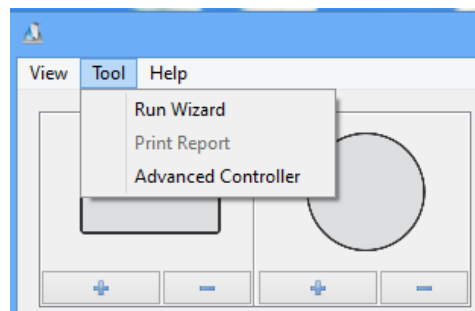 View Tool Help
Run Wizard
Print Report
Advanced Controller